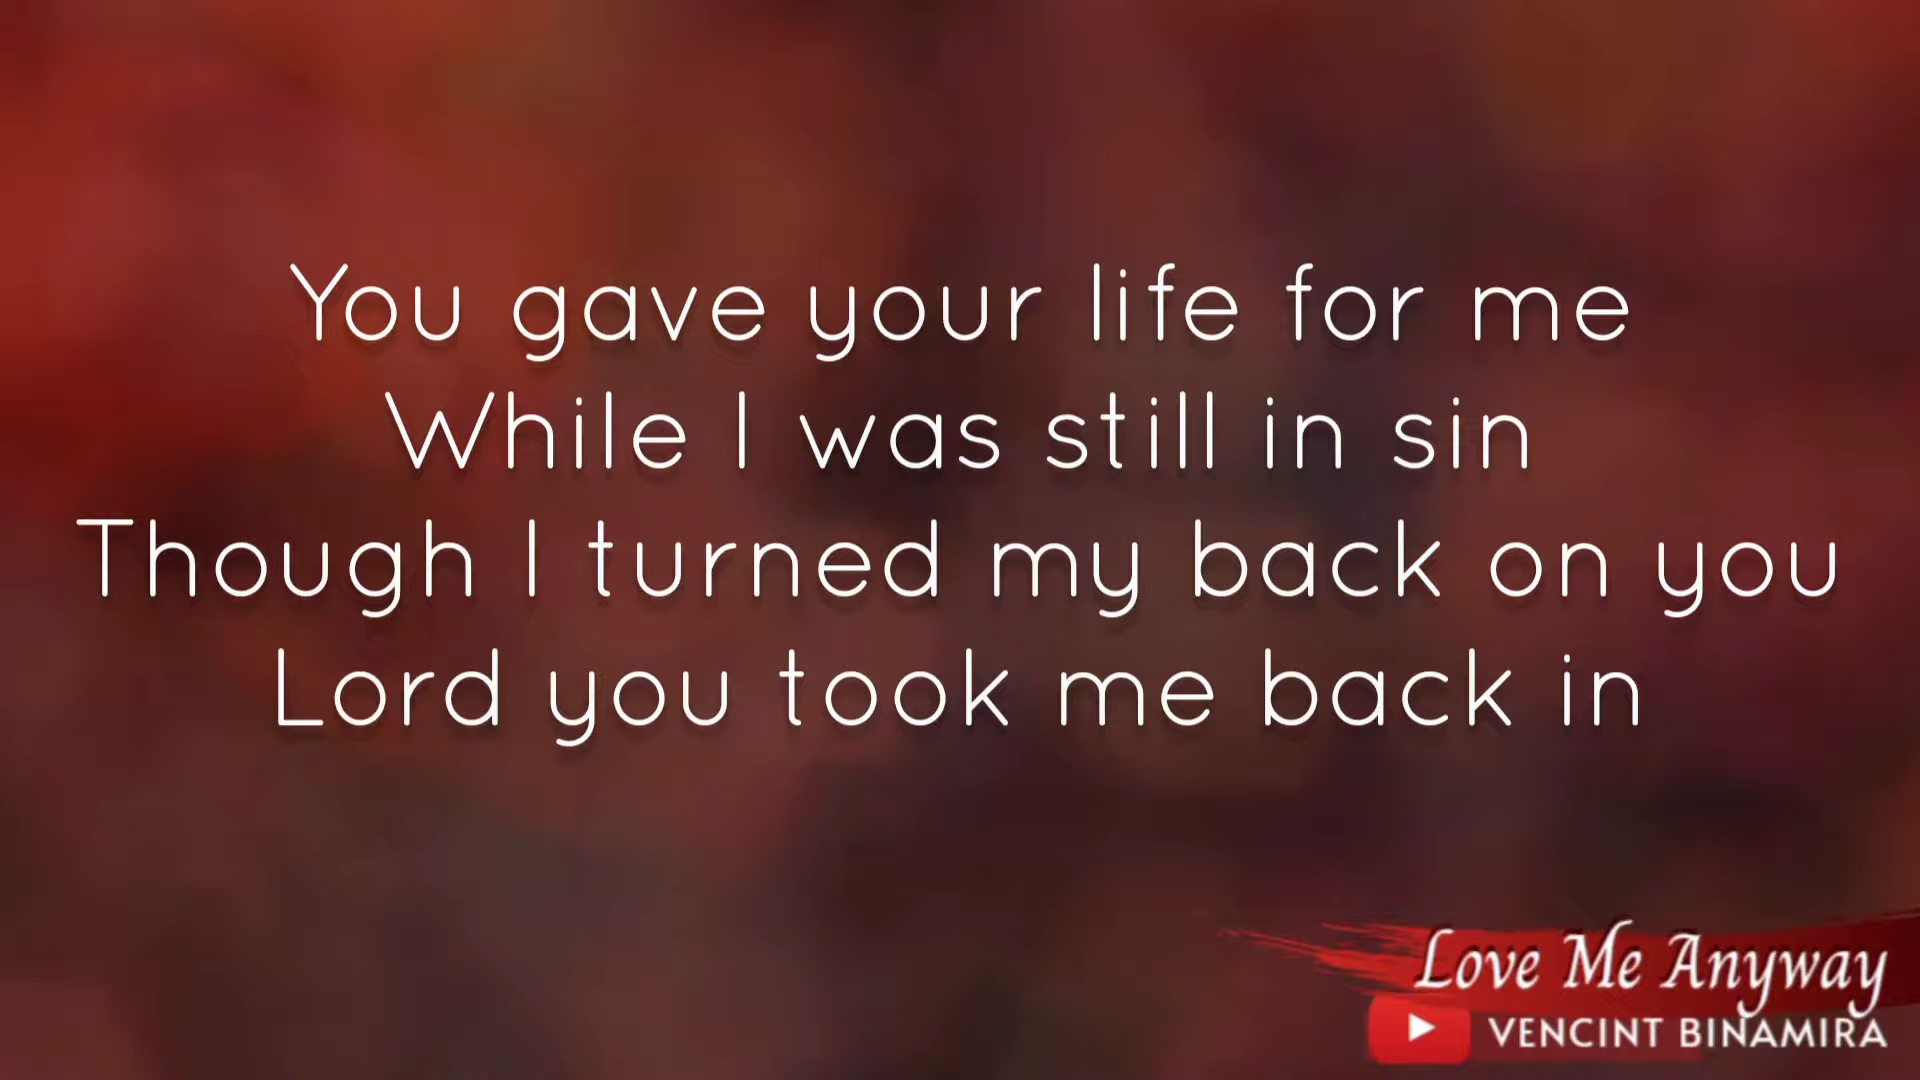 You gave your life for me
While I was still in sin
Though I turned my back on you
Lord you took me back in
Love Me Anyway
VENCINT BINAMIRA